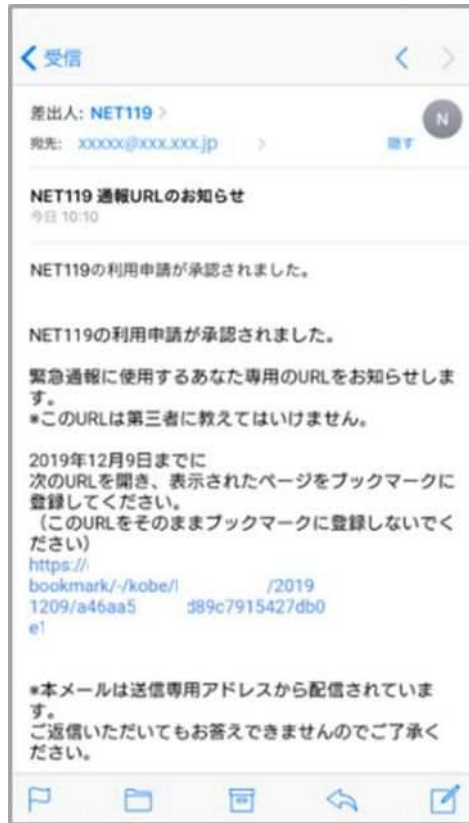 受信
差出人: NET119
N
宛先: xxxxx@xxx.xxx.jp
隠す
NET119 通報URLのお知らせ
今日 10:10
NET119の利用申請が承認されました。
NET119の利用申請が承認されました。
緊急通報に使用するあなた専用のURLをお知らせしま
す。
*このURLは第三者に教えてはいけません。
2019年12月9日までに
次のURLを開き、表示されたページをブックマークに
登録してください。
(このURLをそのままブックマークに登録しないでく
ださい)
https://
bookmark/-/kobe/ /2019
1209/a46aa5 d89c7915427db0
e
*本メールは送信専用アドレスから配信されていま
す。
ご返信いただいてもお答えできませんのでご了承く
ださい。